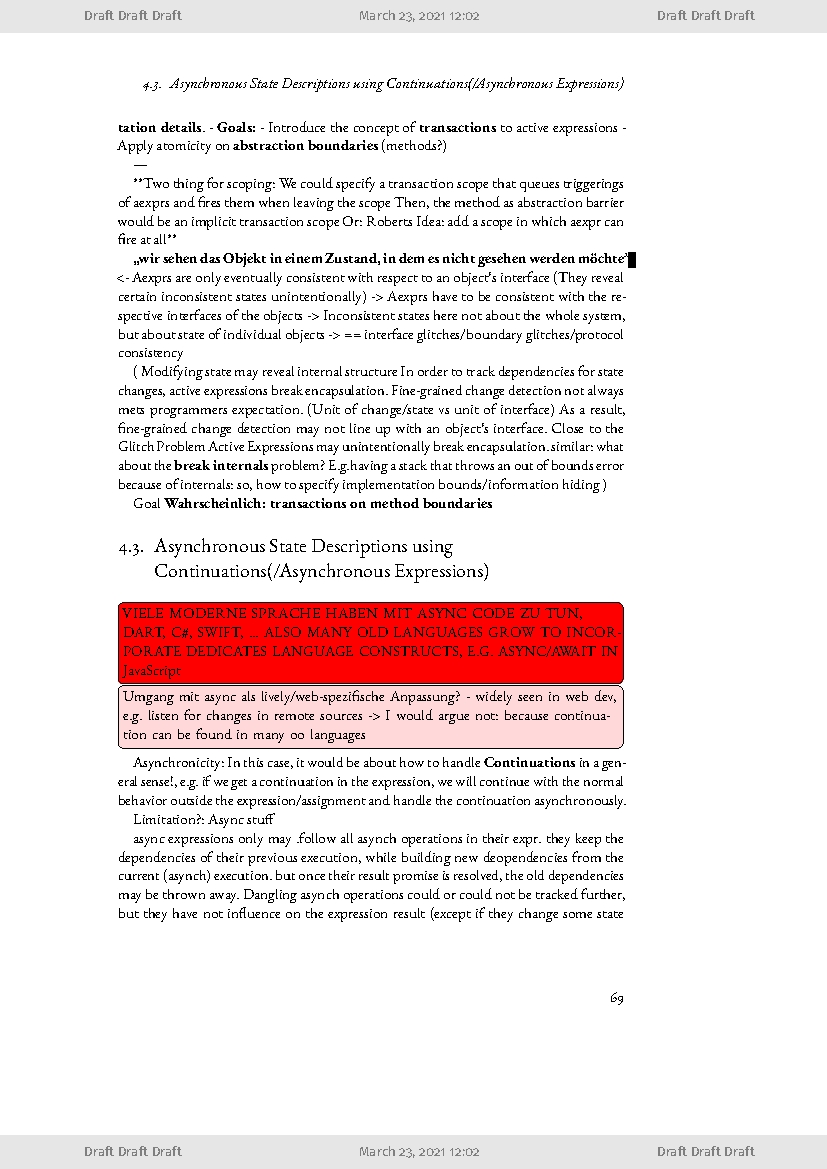 Draft Draft Draft March 23, 2021 12:02 Draft Draft Draft
4.3. Asynchronous State Descriptions using Continuations(/Asynchronous Expressions)
tation details. - Goals: - Introduce the concept of transactions to active expressions -
Apply atomicity on abstraction boundaries (methods?)
—
**Two thing for scoping: We could specify a transaction scope that queues triggerings
of aexprs and fires them when leaving the scope Then, the method as abstraction barrier
would be an implicit transaction scope Or: Roberts Idea: add a scope in which aexpr can
fire at all**
„wir sehen das Objekt in einem Zustand, in dem es nicht gesehen werden möchte“
<- Aexprs are only eventually consistent with respect to an object's interface (They reveal
certain inconsistent states unintentionally) -> Aexprs have to be consistent with the re-
spective interfaces of the objects -> Inconsistent states here not about the whole system,
but about state of individual objects -> == interface glitches/boundary glitches/protocol
consistency
( Modifying state may reveal internal structure In order to track dependencies for state
changes, active expressions break encapsulation. Fine-grained change detection not always
mets programmers expectation. (Unit of change/state vs unit of interface) As a result,
fine-grained change detection may not line up with an object's interface. Close to the
Glitch Problem Active Expressions may unintentionally break encapsulation. similar: what
about the break internals problem? E.g.having a stack that throws an out of bounds error
because of internals: so, how to specify implementation bounds/information hiding )
Goal Wahrscheinlich: transactions on method boundaries
4.3. Asynchronous State Descriptions using
Continuations(/Asynchronous Expressions)
VIELE MODERNE SPRACHE HABEN MIT ASYNC CODE ZU TUN,
DART, C#, SWIFT, ... ALSO MANY OLD LANGUAGES GROW TO INCOR-
PORATE DEDICATES LANGUAGE CONSTRUCTS, E.G. ASYNC/AWAIT IN
JavaScript
Umgang mit async als lively/web-spezifische Anpassung? - widely seen in web dev,
e.g. listen for changes in remote sources -> I would argue not: because continua-
tion can be found in many oo languages
Asynchronicity: In this case, it would be about how to handle Continuations in a gen-
eral sense!, e.g. if we get a continuation in the expression, we will continue with the normal
behavior outside the expression/assignment and handle the continuation asynchronously.
Limitation?: Async stuff
async expressions only may .follow all asynch operations in their expr. they keep the
dependencies of their previous execution, while building new deopendencies from the
current (asynch) execution. but once their result promise is resolved, the old dependencies
may be thrown away. Dangling asynch operations could or could not be tracked further,
but they have not influence on the expression result (except if they change some state
69
Draft Draft Draft March 23, 2021 12:02 Draft Draft Draft